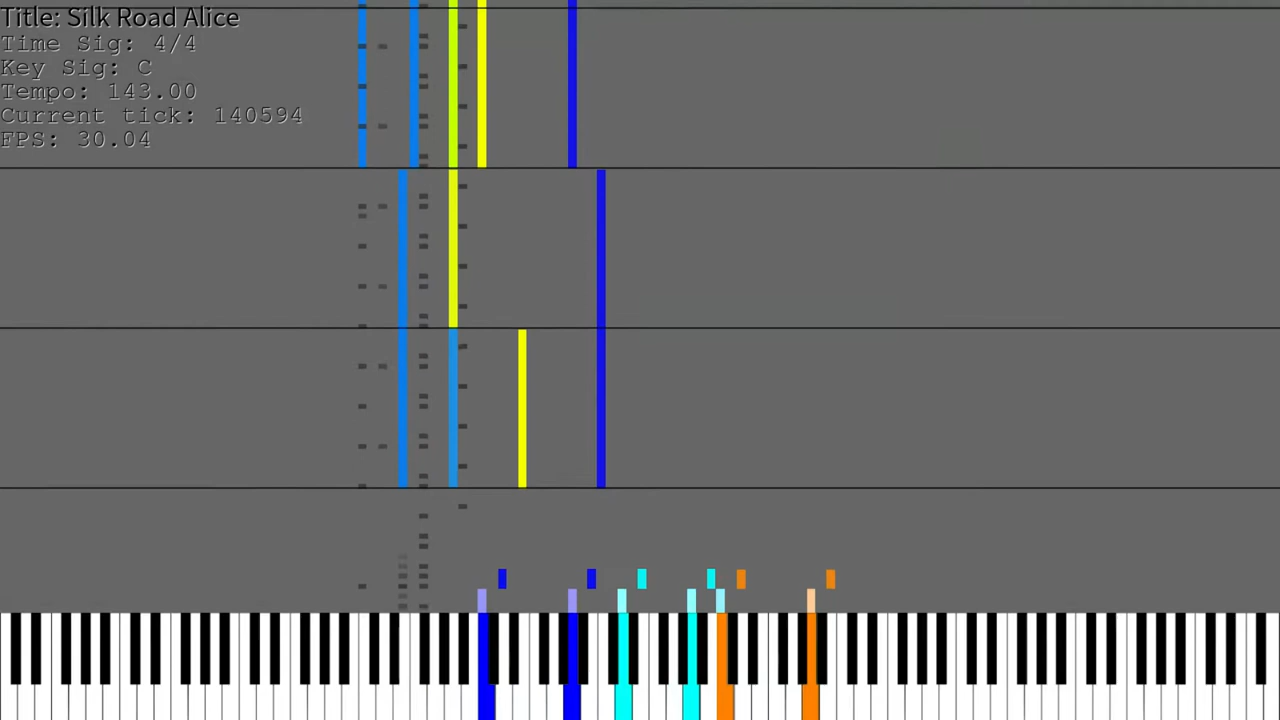 Title: Silk Road Alice
Time Sig: 4/4
Key Sig: C
Tempo: 143.00
Current tick: 140594
FPS: 30.04